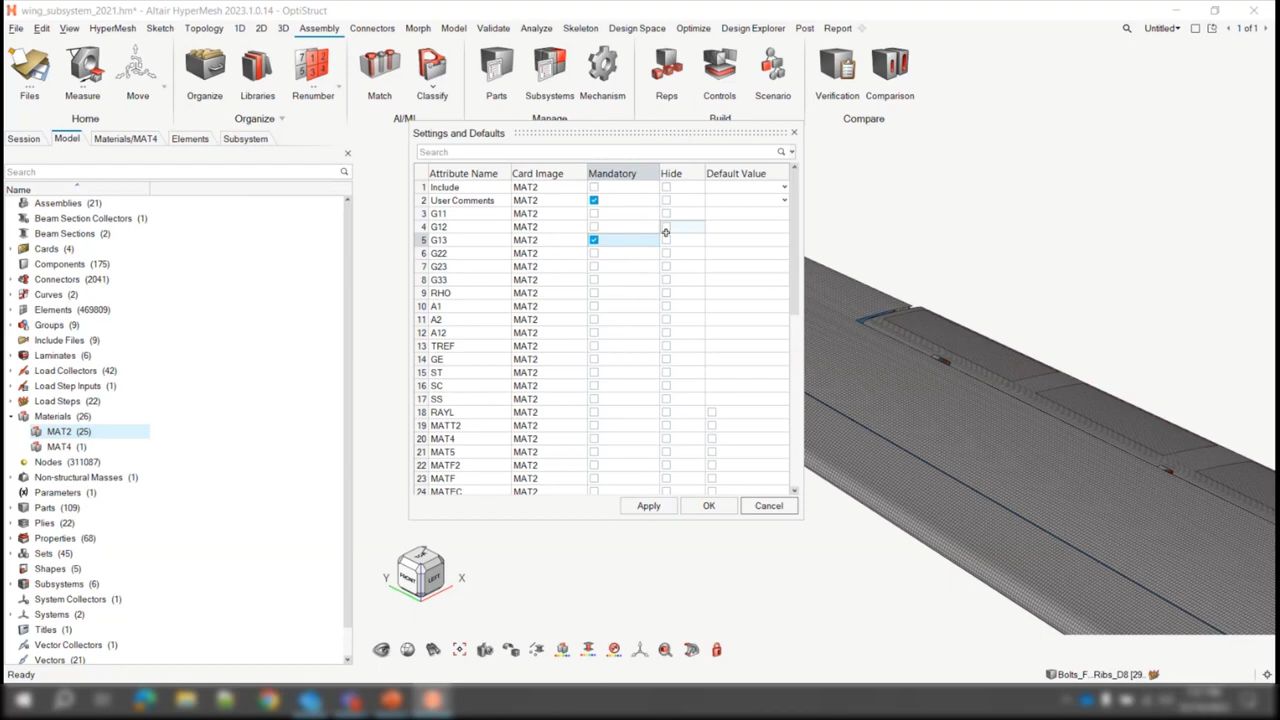 wing_subsystem_2021.hm* - Altair HyperMesh 2023.1.0.14 - OptiStruct
File Edit View HyperMesh Sketch Topology 1D 2D 3D Assembly Connectors Morph Model Validate Analyze Skeleton Design Space Optimize Design Explorer Post Report Untitled 1 of 1
Files Measure Move Organize Libraries Renumber Match Classify Parts Subsystems Mechanism Reps Controls Scenario Verification Comparison
Home Organize AI/ML Manage Build Compare
Session Model Materials/MAT4 Elements Subsystem
Search
Name
Assemblies (21)
Beam Section Collectors (1)
Beam Sections (2)
Cards (4)
Components (175)
Connectors (2041)
Curves (2)
Elements (469809)
Groups (9)
Include Files (9)
Laminates (6)
Load Collectors (42)
Load Step Inputs (1)
Load Steps (22)
Materials (26)
MAT2 (25)
MAT4 (1)
Nodes (311087)
Non-structural Masses (1)
Parameters (1)
Parts (109)
Plies (22)
Properties (68)
Sets (45)
Shapes (5)
Subsystems (6)
System Collectors (1)
Systems (2)
Titles (1)
Vector Collectors (1)
Vectors (21)
Settings and Defaults
Search
Attribute Name Card Image Mandatory Hide Default Value
1 Include MAT2
2 User Comments MAT2
3 G11 MAT2
4 G12 MAT2
5 G13 MAT2
6 G22 MAT2
7 G23 MAT2
8 G33 MAT2
9 RHO MAT2
10 A1 MAT2
11 A2 MAT2
12 A12 MAT2
13 TREF MAT2
14 GE MAT2
15 ST MAT2
16 SC MAT2
17 SS MAT2
18 RAYL MAT2
19 MATT2 MAT2
20 MAT4 MAT2
21 MAT5 MAT2
22 MATF2 MAT2
23 MATF MAT2
24 MATFC MAT2
Apply OK Cancel
TOP
FRONT LEFT
Y X
Ready
Bolts_F...Ribs_D8 [29..